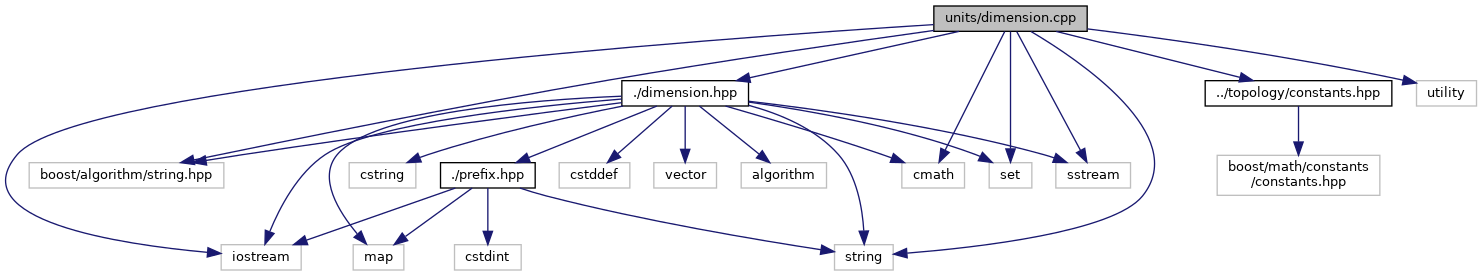 units/dimension.cpp
./dimension.hpp
../topology/constants.hpp
utility
boost/algorithm/string.hpp
cstring
./prefix.hpp
cstddef
vector
algorithm
cmath
set
sstream
boost/math/constants
/constants.hpp
iostream
map
cstdint
string